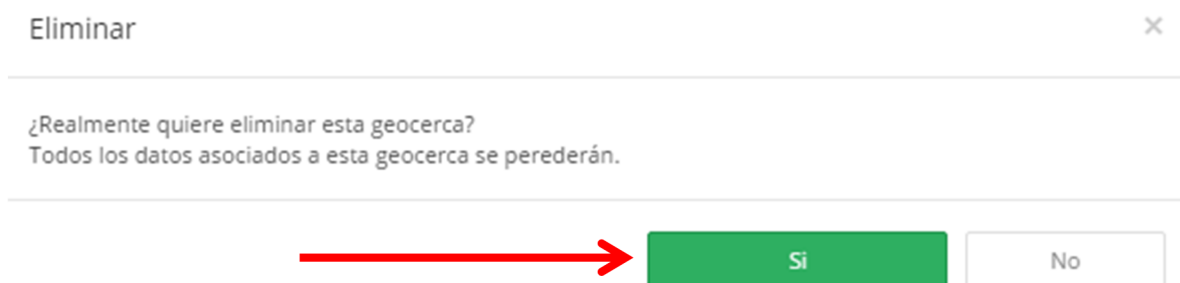 Eliminar
×
¿Realmente quiere eliminar esta geocerca?
Todos los datos asociados a esta geocerca se perederán.
Si No